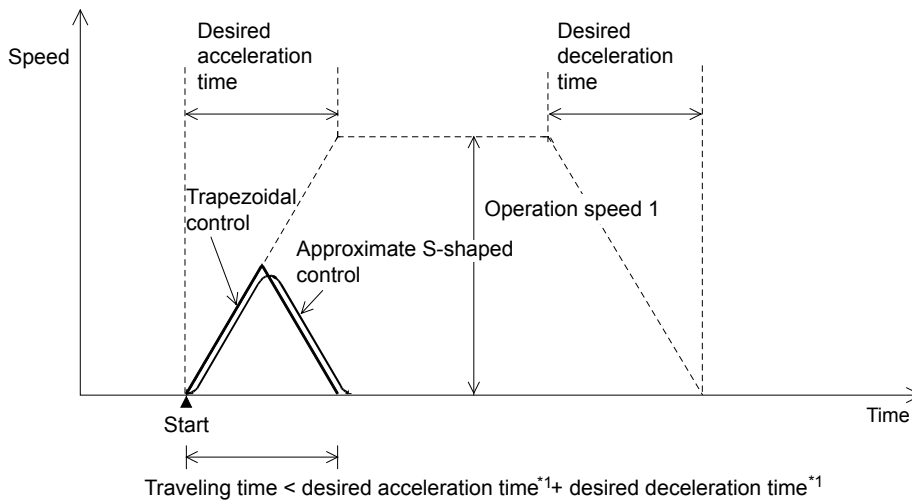 Desired
acceleration
time
Desired
deceleration
time
Speed
Trapezoidal
control
Operation speed 1
Approximate S-shaped
control
Start
Time
Traveling time < desired acceleration time*1+ desired deceleration time*1